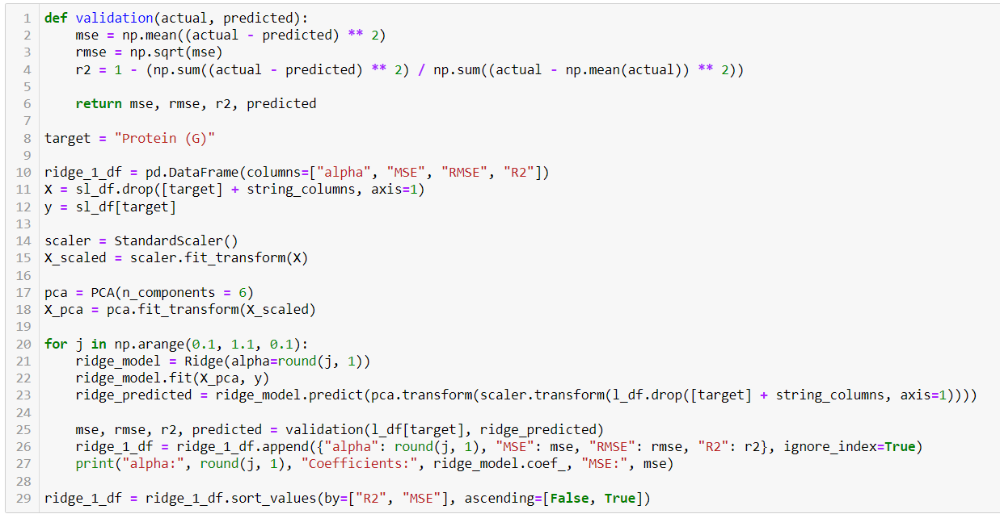 1 def validation(actual, predicted):
2     mse = np.mean((actual - predicted) ** 2)
3     rmse = np.sqrt(mse)
4     r2 = 1 - (np.sum((actual - predicted) ** 2) / np.sum((actual - np.mean(actual)) ** 2))
5
6     return mse, rmse, r2, predicted
7
8 target = "Protein (G)"
9
10 ridge_1_df = pd.DataFrame(columns=["alpha", "MSE", "RMSE", "R2"])
11 X = sl_df.drop([target] + string_columns, axis=1)
12 y = sl_df[target]
13
14 scaler = StandardScaler()
15 X_scaled = scaler.fit_transform(X)
16
17 pca = PCA(n_components = 6)
18 X_pca = pca.fit_transform(X_scaled)
19
20 for j in np.arange(0.1, 1.1, 0.1):
21     ridge_model = Ridge(alpha=round(j, 1))
22     ridge_model.fit(X_pca, y)
23     ridge_predicted = ridge_model.predict(pca.transform(scaler.transform(l_df.drop([target] + string_columns, axis=1))))
24
25     mse, rmse, r2, predicted = validation(l_df[target], ridge_predicted)
26     ridge_1_df = ridge_1_df.append({"alpha": round(j, 1), "MSE": mse, "RMSE": rmse, "R2": r2}, ignore_index=True)
27     print("alpha:", round(j, 1), "Coefficients:", ridge_model.coef_, "MSE:", mse)
28
29 ridge_1_df = ridge_1_df.sort_values(by=["R2", "MSE"], ascending=[False, True])